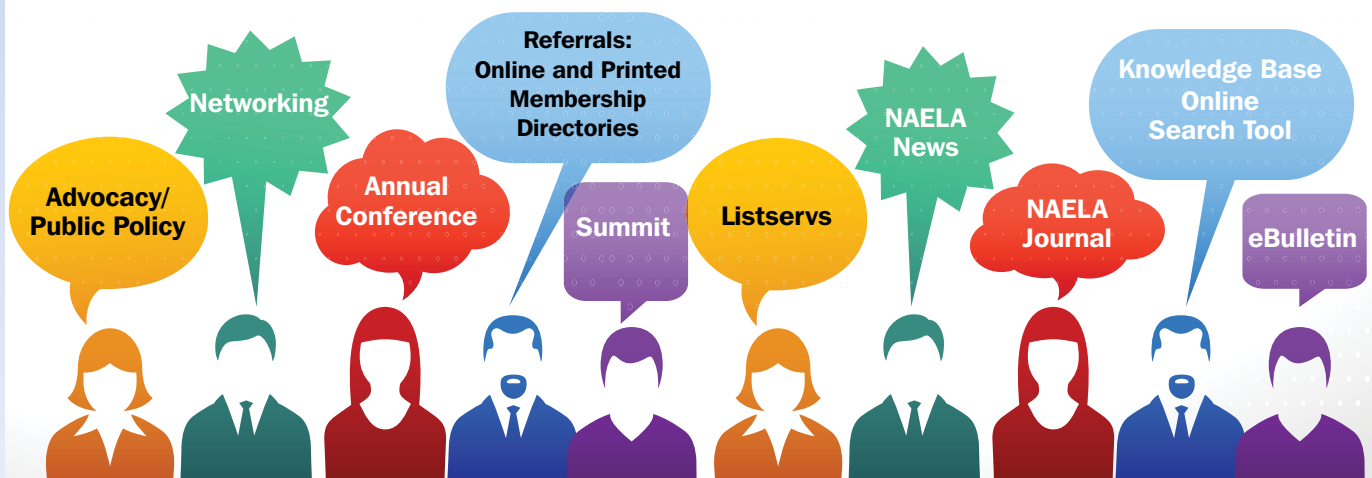 Advocacy/
Public Policy
Networking
Annual
Conference
Referrals:
Online and Printed
Membership
Directories
Summit
Listservs
NAELA
News
NAELA
Journal
Knowledge Base
Online
Search Tool
eBulletin